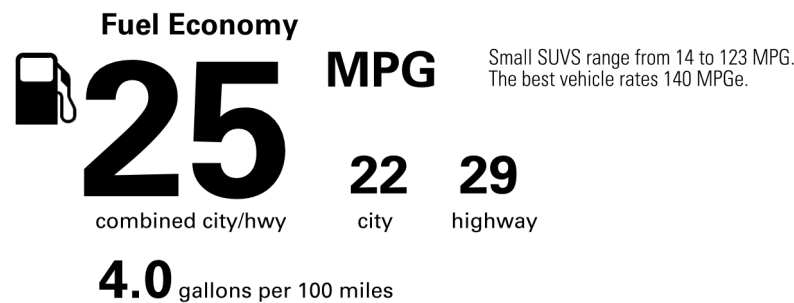 Fuel Economy
25
MPG
Small SUVS range from 14 to 123 MPG.
The best vehicle rates 140 MPGe.
22 29
combined city/hwy city highway
4.0 gallons per 100 miles